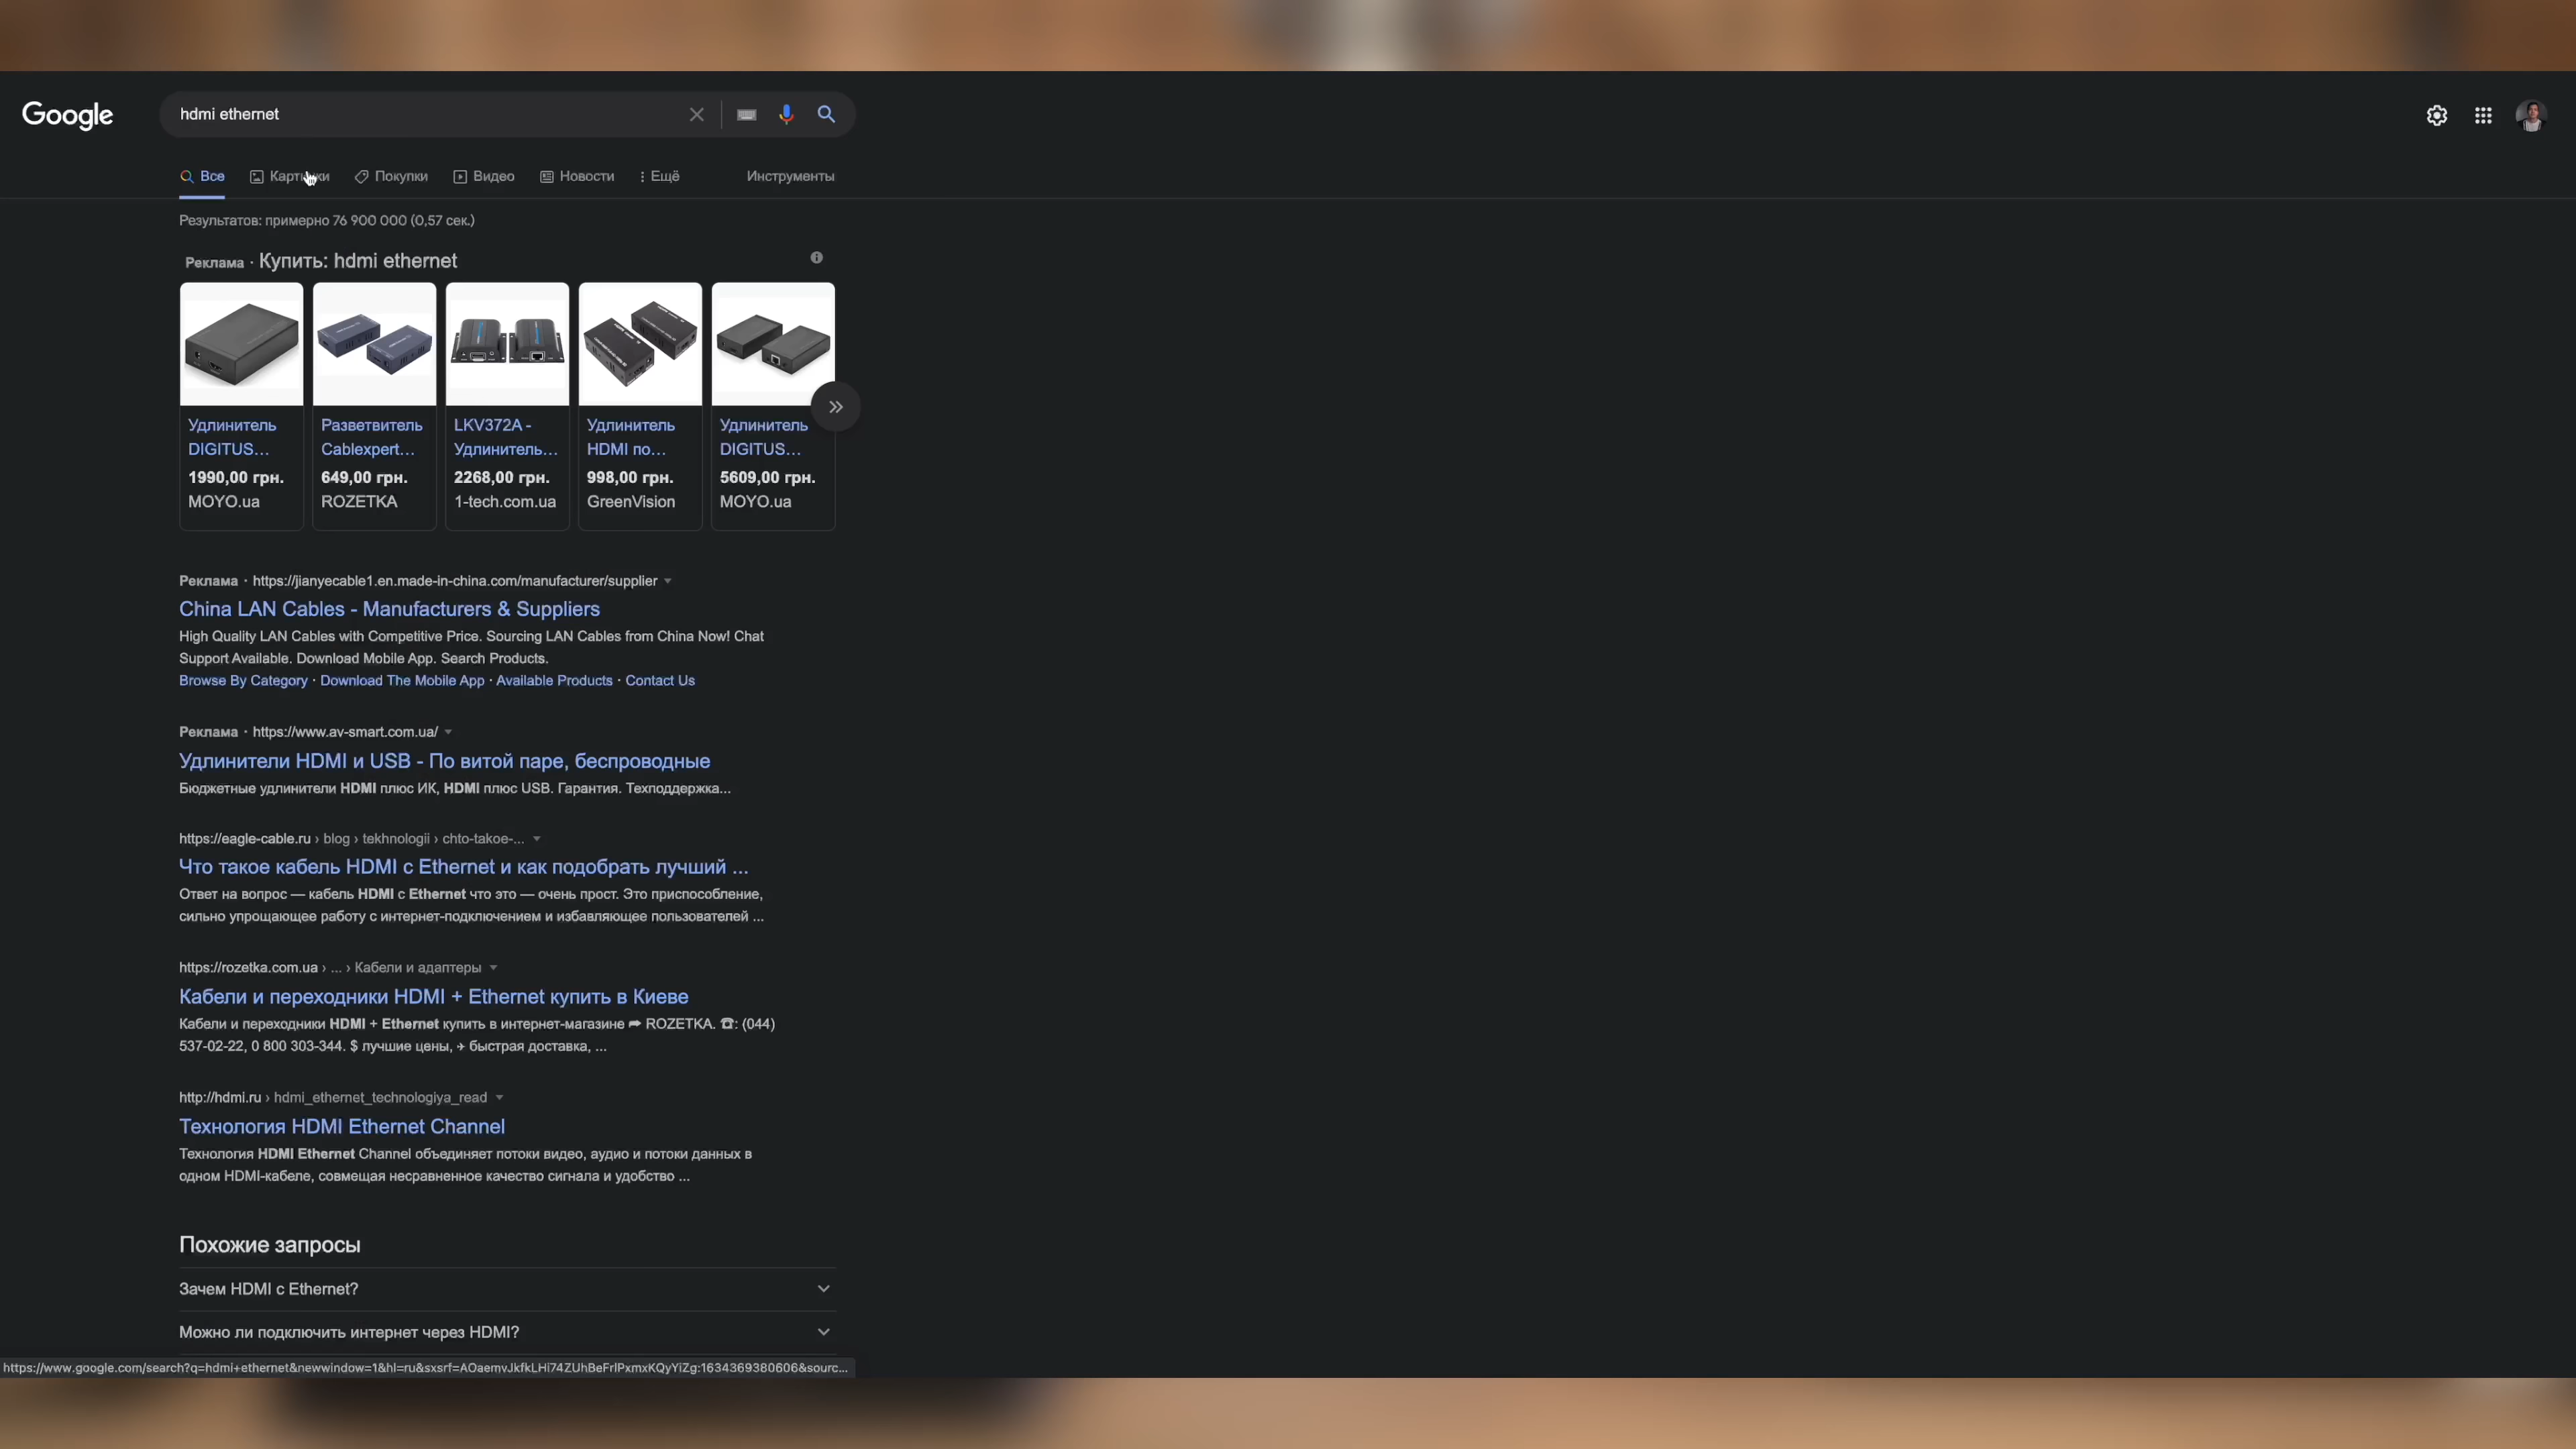 Google
hdmi ethernet
Все
Картинки
Покупки
Видео
Новости
Ещё
Инструменты
Результатов: примерно 76 900 000 (0,57 сек.)
Реклама · Купить: hdmi ethernet
Удлинитель
DIGITUS...
1990,00 грн.
MOYO.ua
Разветвитель
Cablexpert...
649,00 грн.
ROZETKA
LKV372A -
Удлинитель...
2268,00 грн.
1-tech.com.ua
Удлинитель
HDMI по...
998,00 грн.
GreenVision
Удлинитель
DIGITUS...
5609,00 грн.
MOYO.ua
Реклама · https://jianyecable1.en.made-in-china.com/manufacturer/supplier
China LAN Cables - Manufacturers & Suppliers
High Quality LAN Cables with Competitive Price. Sourcing LAN Cables from China Now! Chat
Support Available. Download Mobile App. Search Products.
Browse By Category · Download The Mobile App · Available Products · Contact Us
Реклама · https://www.av-smart.com.ua/
Удлинители HDMI и USB - По витой паре, беспроводные
Бюджетные удлинители HDMI плюс ИК, HDMI плюс USB. Гарантия. Техподдержка...
https://eagle-cable.ru › blog › tekhnologii › chto-takoe-...
Что такое кабель HDMI с Ethernet и как подобрать лучший ...
Ответ на вопрос — кабель HDMI с Ethernet что это — очень прост. Это приспособление,
сильно упрощающее работу с интернет-подключением и избавляющее пользователей ...
https://rozetka.com.ua › ... › Кабели и адаптеры
Кабели и переходники HDMI + Ethernet купить в Киеве
Кабели и переходники HDMI + Ethernet купить в интернет-магазине ➦ ROZETKA. ☎: (044)
537-02-22, 0 800 303-344. $ лучшие цены, ✈ быстрая доставка, ...
http://hdmi.ru › hdmi_ethernet_technologiya_read
Технология HDMI Ethernet Channel
Технология HDMI Ethernet Channel объединяет потоки видео, аудио и потоки данных в
одном HDMI-кабеле, совмещая несравненное качество сигнала и удобство ...
Похожие запросы
Зачем HDMI с Ethernet?
Можно ли подключить интернет через HDMI?
https://www.google.com/search?q=hdmi+ethernet&newwindow=1&hl=ru&sxsrf=AOaemvJkfkLHi74ZUhBeFrIPxmxKQyYiZg:1634369380606&sourc...